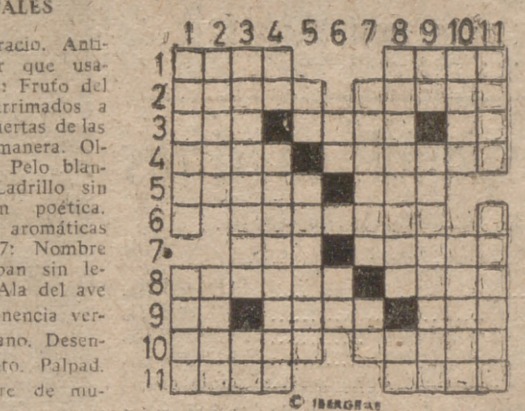 ALES
racio. Anti-
r que usa-
: Fruto del
rrimados a
uertas de las
manera. Ol-
Pelo blan-
Ladrillo sin
n poética.
aromáticas
7: Nombre
pan sin le-
Ala del ave
nencia ver-
ano. Desen-
to. Palpad.
re de mu-
1 2 3 4 5 6 7 8 9 10 11
1
2
3
4
5
6
7
8
9
10
11
© IBERGRAF